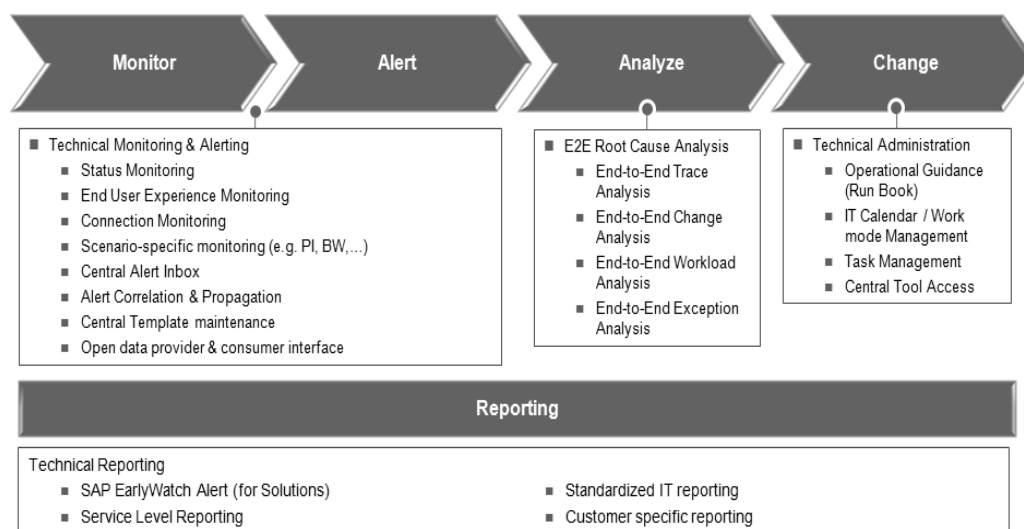 Monitor
Alert
Analyze
Change
Technical Monitoring & Alerting
Status Monitoring
End User Experience Monitoring
Connection Monitoring
Scenario-specific monitoring (e.g. PI, BW,…)
Central Alert Inbox
Alert Correlation & Propagation
Central Template maintenance
Open data provider & consumer interface
E2E Root Cause Analysis
End-to-End Trace
Analysis
End-to-End Change
Analysis
End-to-End Workload
Analysis
End-to-End Exception
Analysis
Technical Administration
Operational Guidance
(Run Book)
IT Calendar / Work
mode Management
Task Management
Central Tool Access
Reporting
Technical Reporting
SAP EarlyWatch Alert (for Solutions)
Service Level Reporting
Standardized IT reporting
Customer specific reporting